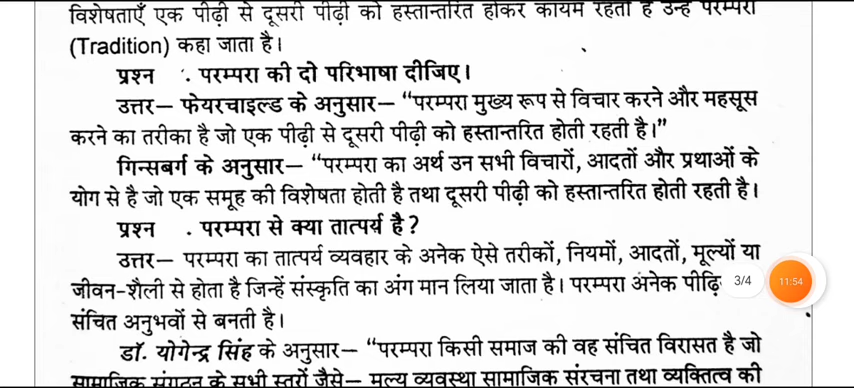 विशेषताएँ एक पीढ़ी से दूसरी पीढ़ी को हस्तान्तरित होकर कायम रहती हैं उन्हें परम्परा
(Tradition) कहा जाता है।
प्रश्न . परम्परा की दो परिभाषा दीजिए।
उत्तर— फेयरचाइल्ड के अनुसार— “परम्परा मुख्य रूप से विचार करने और महसूस
करने का तरीका है जो एक पीढ़ी से दूसरी पीढ़ी को हस्तान्तरित होती रहती है।”
गिन्सबर्ग के अनुसार— “परम्परा का अर्थ उन सभी विचारों, आदतों और प्रथाओं के
योग से है जो एक समूह की विशेषता होती है तथा दूसरी पीढ़ी को हस्तान्तरित होती रहती है।
प्रश्न . परम्परा से क्या तात्पर्य है?
उत्तर— परम्परा का तात्पर्य व्यवहार के अनेक ऐसे तरीकों, नियमों, आदतों, मूल्यों या
जीवन-शैली से होता है जिन्हें संस्कृति का अंग मान लिया जाता है। परम्परा अनेक 3/4 11:54
संचित अनुभवों से बनती है।
डॉ. योगेन्द्र सिंह के अनुसार— “परम्परा किसी समाज की वह संचित विरासत है जो
सामाजिक संगठन के सभी स्तरों जैसे— मूल्य व्यवस्था सामाजिक संरचना तथा व्यक्तित्व की